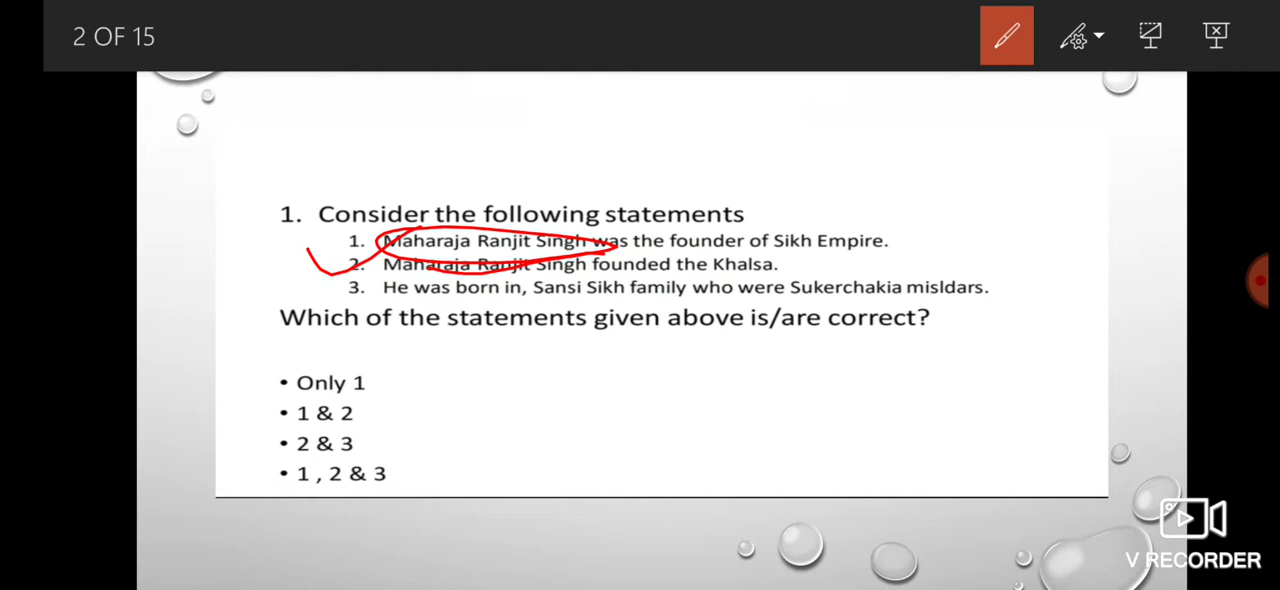 2 OF 15
1. Consider the following statements
1. Maharaja Ranjit Singh was the founder of Sikh Empire.
2. Maharaja Ranjit Singh founded the Khalsa.
3. He was born in, Sansi Sikh family who were Sukerchakia misldars.
Which of the statements given above is/are correct?
• Only 1
• 1 & 2
• 2 & 3
• 1 , 2 & 3
V RECORDER